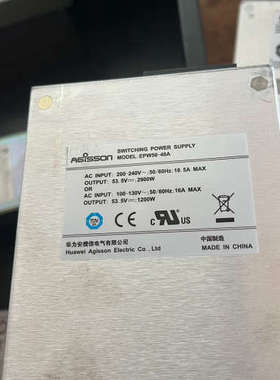 AGISSON
SWITCHING POWER SUPPLY
MODEL EPW50-48A
AC INPUT: 200-240V~,50/60Hz,16.5A MAX
OUTPUT: 53.5V⎓2900W
OR
AC INPUT: 100-130V~,50/60Hz,16A MAX
OUTPUT: 53.5V⎓1200W
CE
c RU US
华为安捷信电气有限公司
Huawei Agisson Electric Co., Ltd
中国制造
MADE IN CHINA